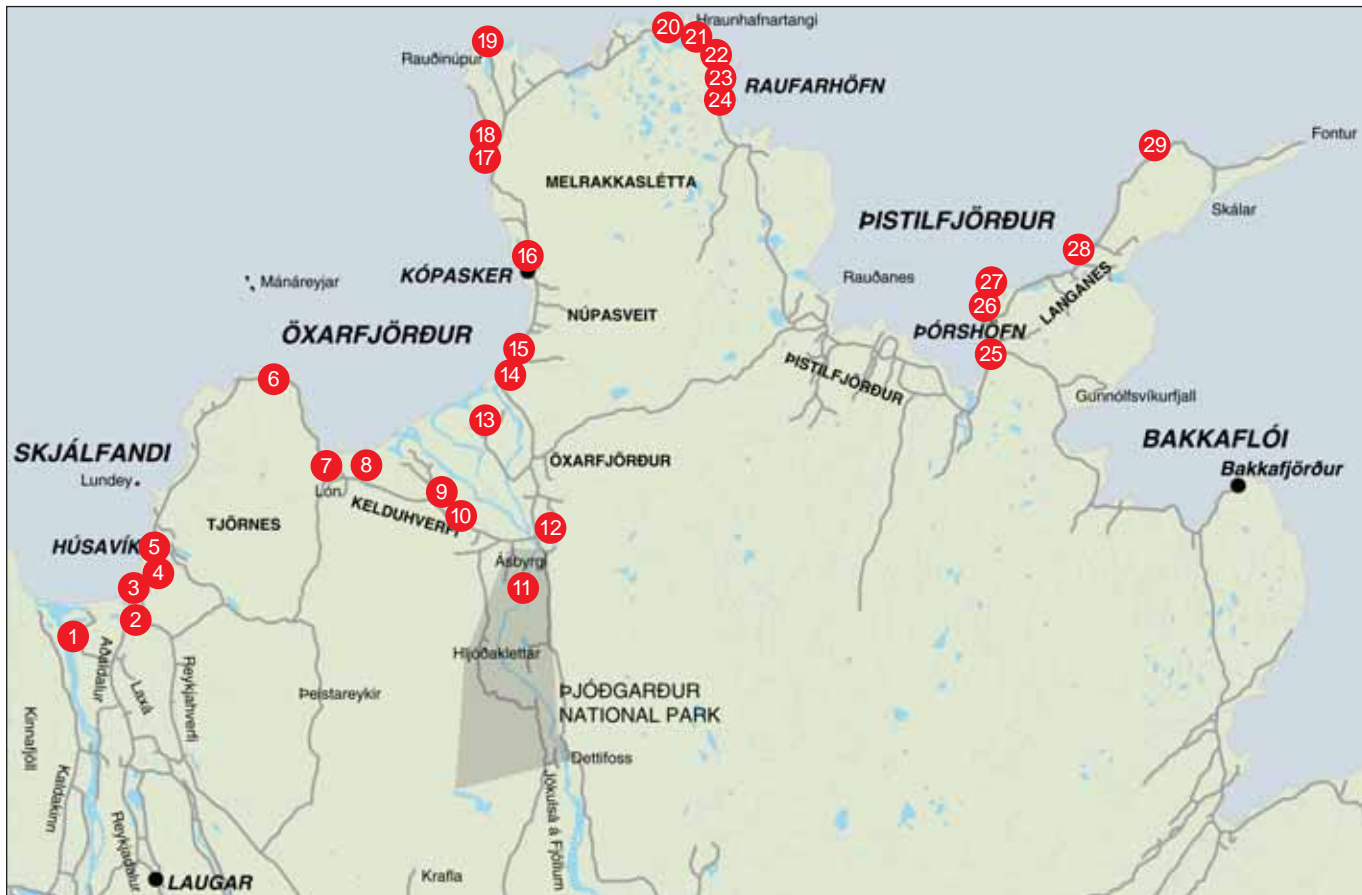 20
Hraunhafnartangi
19
21
Rauðinúpur
22
23
RAUFARHÖFN
24
18
17
29
Fontur
MELRAKKASLÉTTA
Skálar
ÞISTILFJÖRÐUR
28
16
KÓPASKER
Mánáreyjar
Rauðanes
27
LANGANES
26
NÚPASVEIT
ÖXARFJÖRÐUR
ÞÓRSHÖFN
15
25
14
6
ÞISTILFJÖRÐUR
Gunnólfsvíkurfjall
13
SKJÁLFANDI
BAKKAFLÓI
Lundey
7
8
ÖXARFJÖRÐUR
Bakkafjörður
Lón
9
KELDUHVERFI
10
TJÖRNES
12
HÚSAVÍK
5
4
Ásbyrgi
3
11
2
1
Aðaldalur
Hljóðaklettar
Laxá
Reykjahverfi
Þeistareykir
ÞJÓÐGARÐUR
NATIONAL PARK
Kinnafjöll
Kaldakinn
Dettifoss
Jökulsá á Fjöllum
Reykjadalur
LAUGAR
Krafla